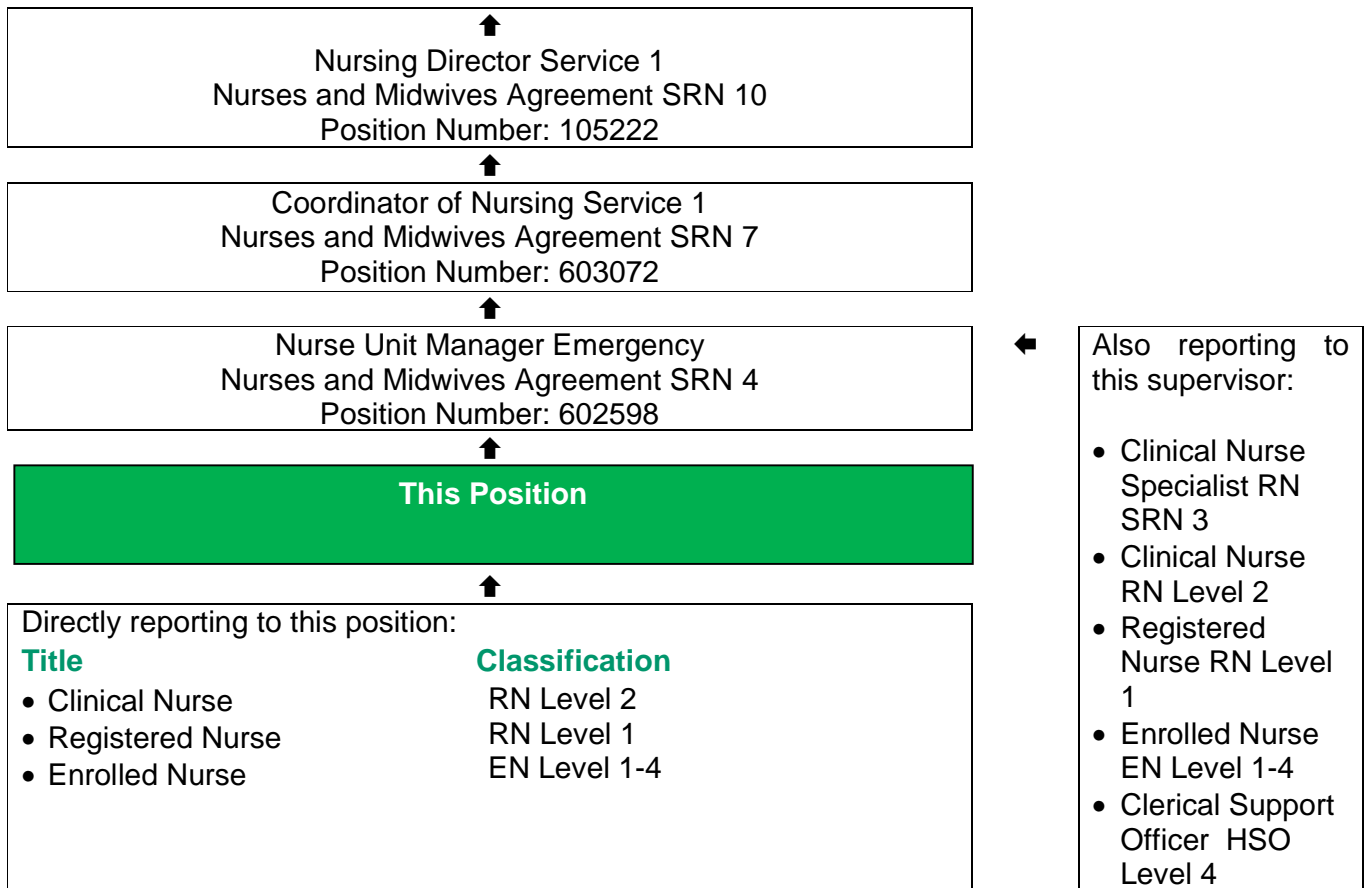 Nursing Director Service 1
Nurses and Midwives Agreement SRN 10
Position Number: 105222
Coordinator of Nursing Service 1
Nurses and Midwives Agreement SRN 7
Position Number: 603072
Nurse Unit Manager Emergency
Nurses and Midwives Agreement SRN 4
Position Number: 602598
This Position
Directly reporting to this position:
Title Classification
• Clinical Nurse RN Level 2
• Registered Nurse RN Level 1
• Enrolled Nurse EN Level 1-4
Also reporting to
this supervisor:
• Clinical Nurse
Specialist RN
SRN 3
• Clinical Nurse
RN Level 2
• Registered
Nurse RN Level
1
• Enrolled Nurse
EN Level 1-4
• Clerical Support
Officer HSO
Level 4